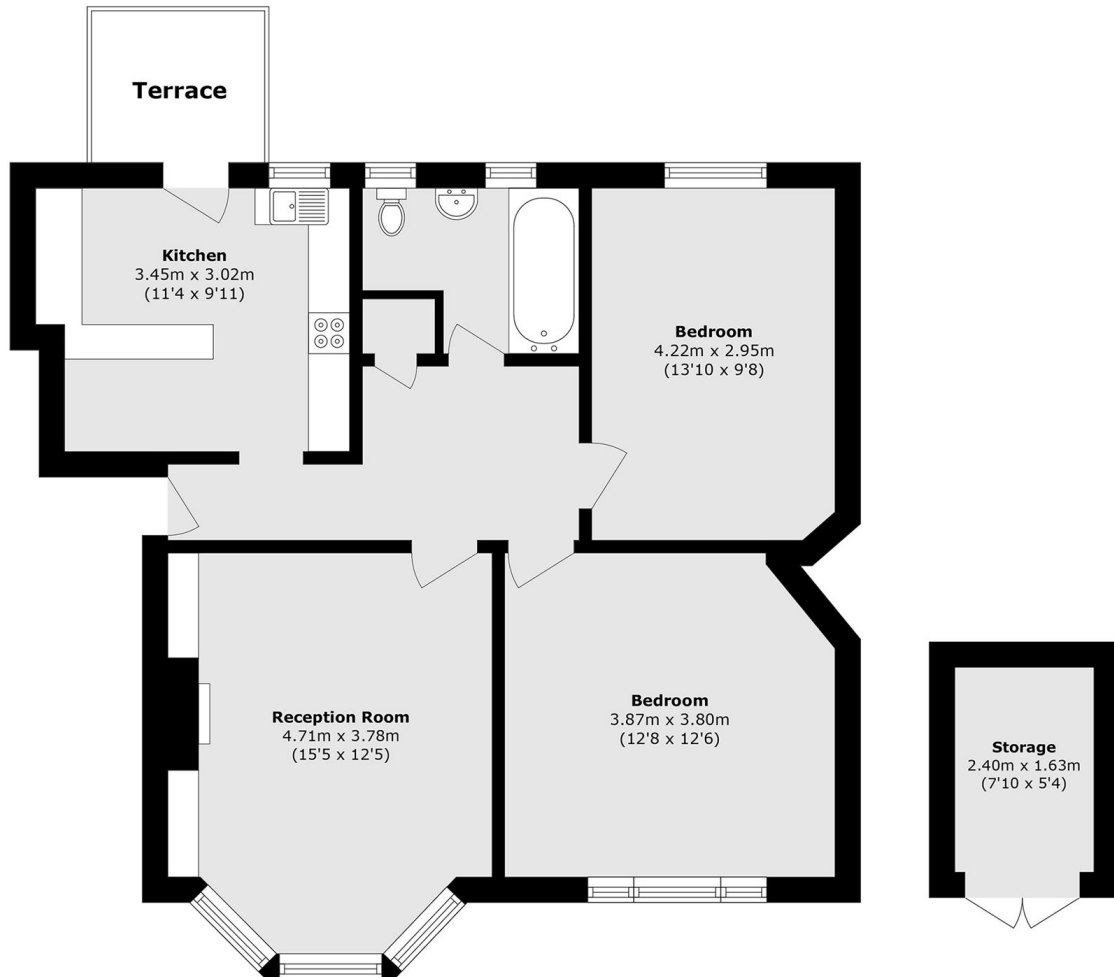 Terrace
Kitchen
3.45m x 3.02m
(11'4 x 9'11)
Bedroom
4.22m x 2.95m
(13'10 x 9'8)
Reception Room
4.71m x 3.78m
(15'5 x 12'5)
Bedroom
3.87m x 3.80m
(12'8 x 12'6)
Storage
2.40m x 1.63m
(7'10 x 5'4)